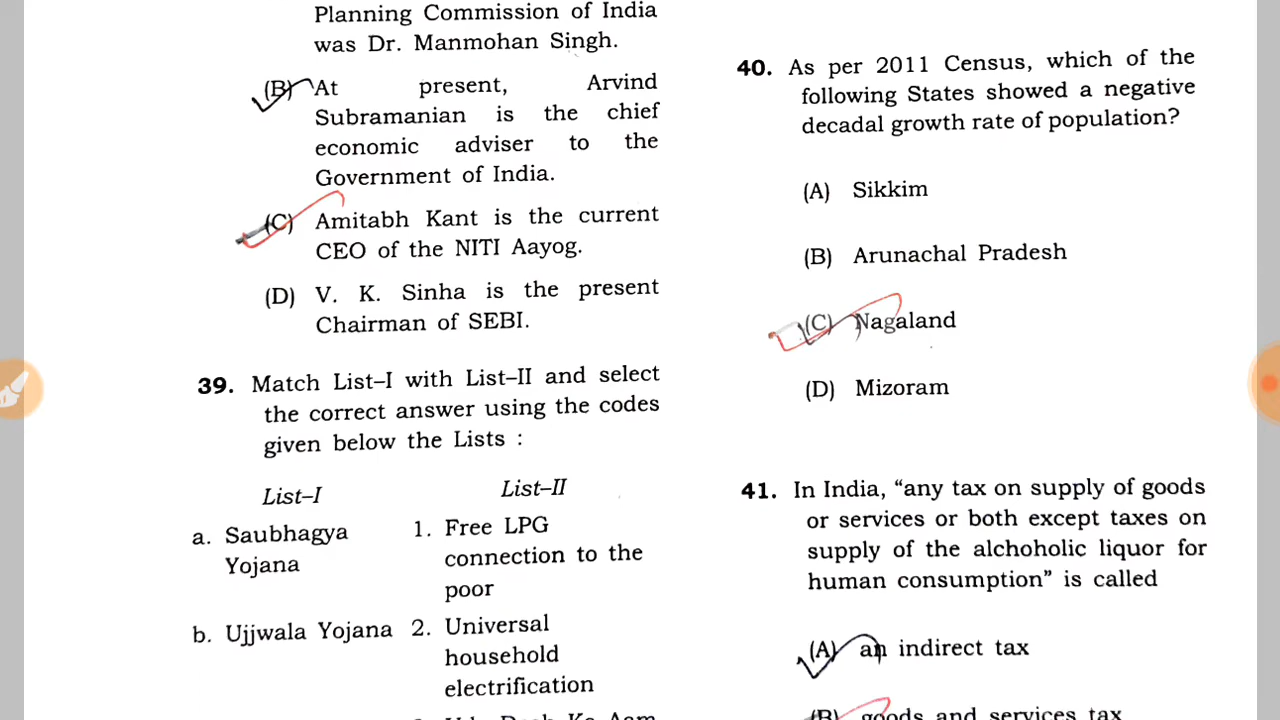 Planning Commission of India
was Dr. Manmohan Singh.
(B) At present, Arvind
Subramanian is the chief
economic adviser to the
Government of India.
(C) Amitabh Kant is the current
CEO of the NITI Aayog.
(D) V. K. Sinha is the present
Chairman of SEBI.
39. Match List–I with List–II and select
the correct answer using the codes
given below the Lists :
List–I List–II
a. Saubhagya Yojana 1. Free LPG
connection to the
poor
b. Ujjwala Yojana 2. Universal
household
electrification
40. As per 2011 Census, which of the
following States showed a negative
decadal growth rate of population?
(A) Sikkim
(B) Arunachal Pradesh
(C) Nagaland
(D) Mizoram
41. In India, “any tax on supply of goods
or services or both except taxes on
supply of the alchoholic liquor for
human consumption” is called
(A) an indirect tax
(B) goods and services tax